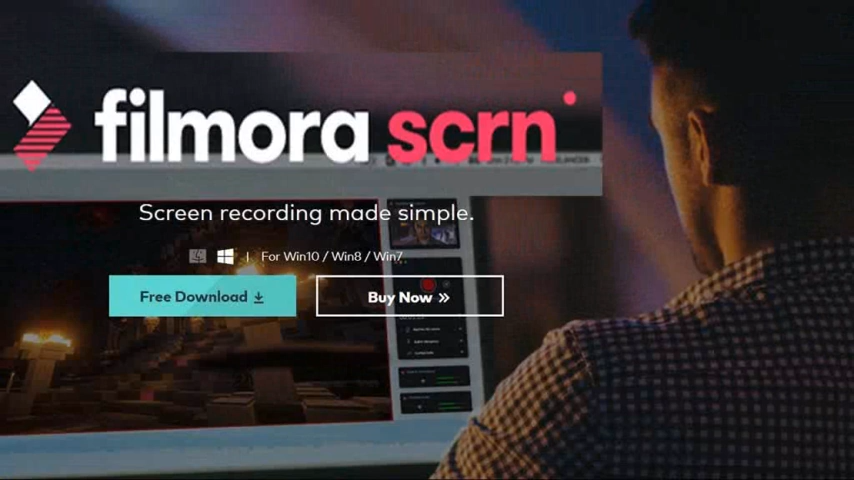 filmora scrn
Screen recording made simple.
| For Win10 / Win8 / Win7
Free Download
Buy Now »